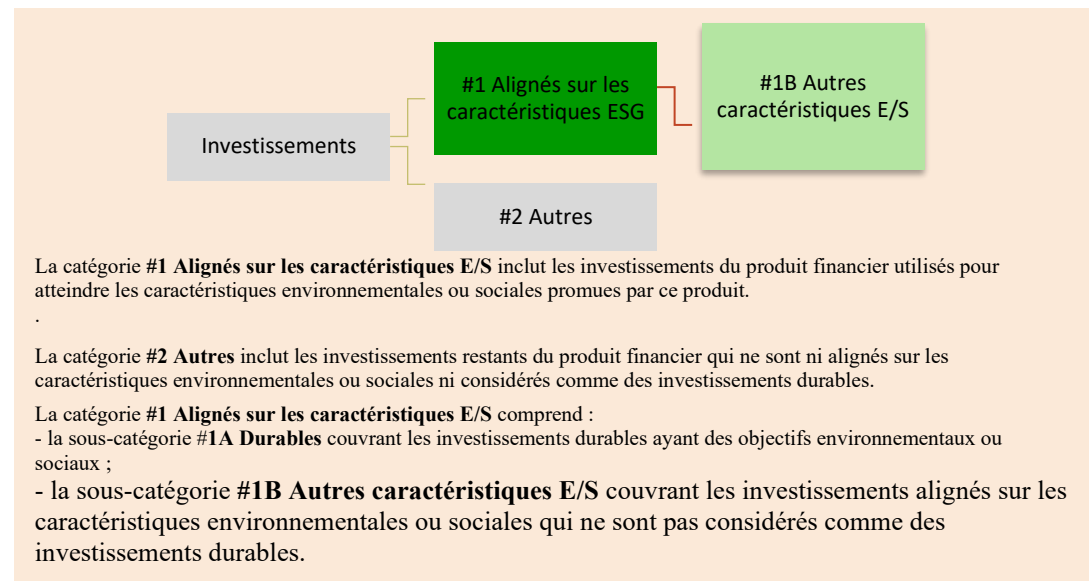 #1 Alignés sur les
caractéristiques ESG
#1B Autres
caractéristiques E/S
Investissements
#2 Autres
La catégorie #1 Alignés sur les caractéristiques E/S inclut les investissements du produit financier utilisés pour
atteindre les caractéristiques environnementales ou sociales promues par ce produit.
.
La catégorie #2 Autres inclut les investissements restants du produit financier qui ne sont ni alignés sur les
caractéristiques environnementales ou sociales ni considérés comme des investissements durables.
La catégorie #1 Alignés sur les caractéristiques E/S comprend :
- la sous-catégorie #1A Durables couvrant les investissements durables ayant des objectifs environnementaux ou
sociaux ;
- la sous-catégorie #1B Autres caractéristiques E/S couvrant les investissements alignés sur les
caractéristiques environnementales ou sociales qui ne sont pas considérés comme des
investissements durables.